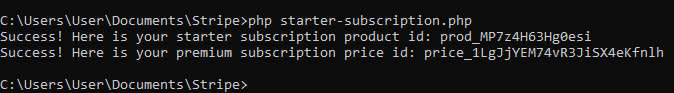 C:\Users\User\Documents\Stripe>php starter-subscription.php
Success! Here is your starter subscription product id: prod_MP7z4H63Hg0esi
Success! Here is your premium subscription price id: price_1LgJjYEM74vR3JiSX4eKfnlh
C:\Users\User\Documents\Stripe>